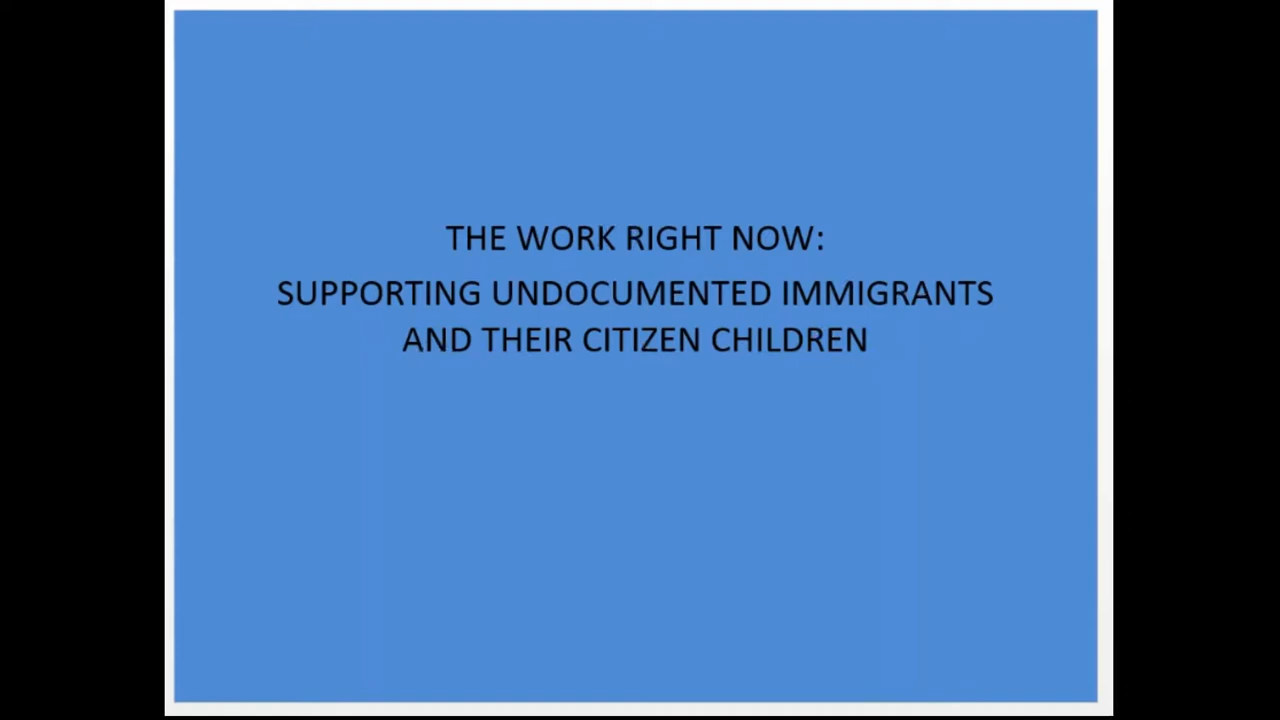 THE WORK RIGHT NOW:
SUPPORTING UNDOCUMENTED IMMIGRANTS
AND THEIR CITIZEN CHILDREN